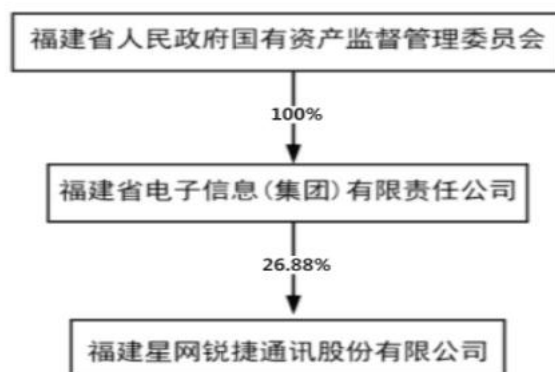 福建省人民政府国有资产监督管理委员会
100%
福建省电子信息(集团)有限责任公司
26.88%
福建星网锐捷通讯股份有限公司